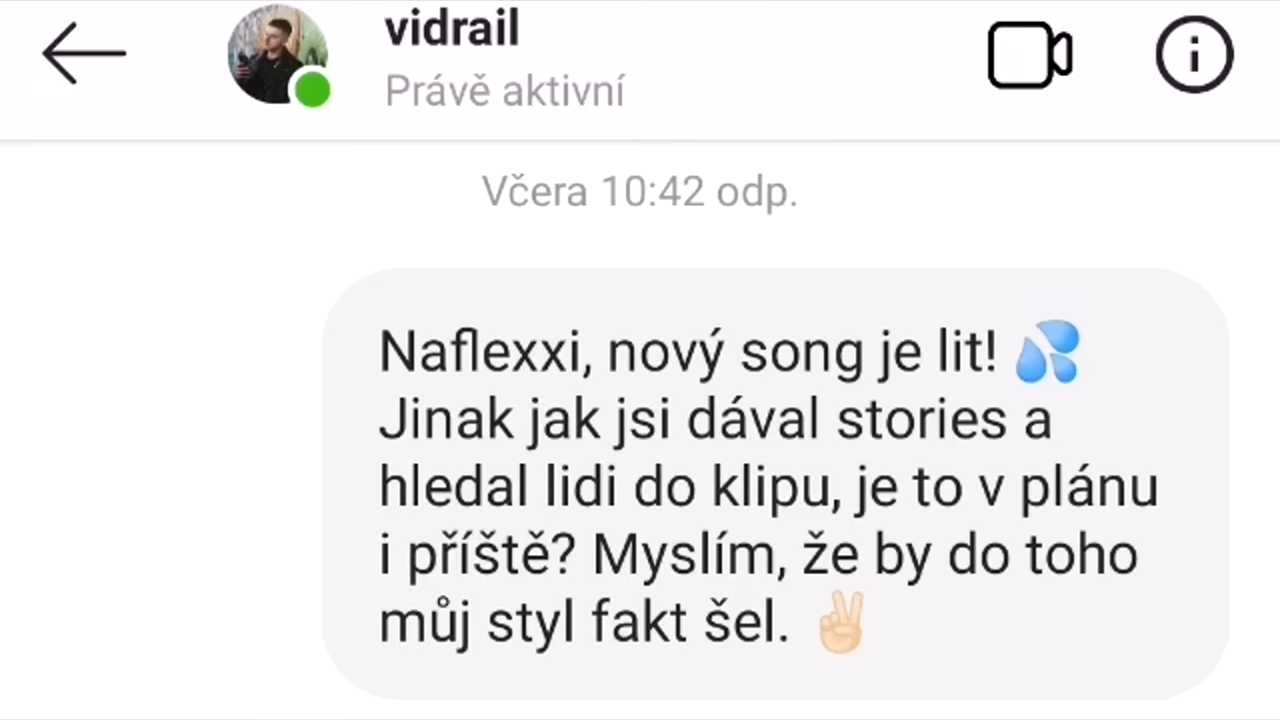 vidrail
Právě aktivní
Včera 10:42 odp.
Naflexxi, nový song je lit! 💦
Jinak jak jsi dával stories a
hledal lidi do klipu, je to v plánu
i příště? Myslím, že by do toho
můj styl fakt šel. ✌🏻